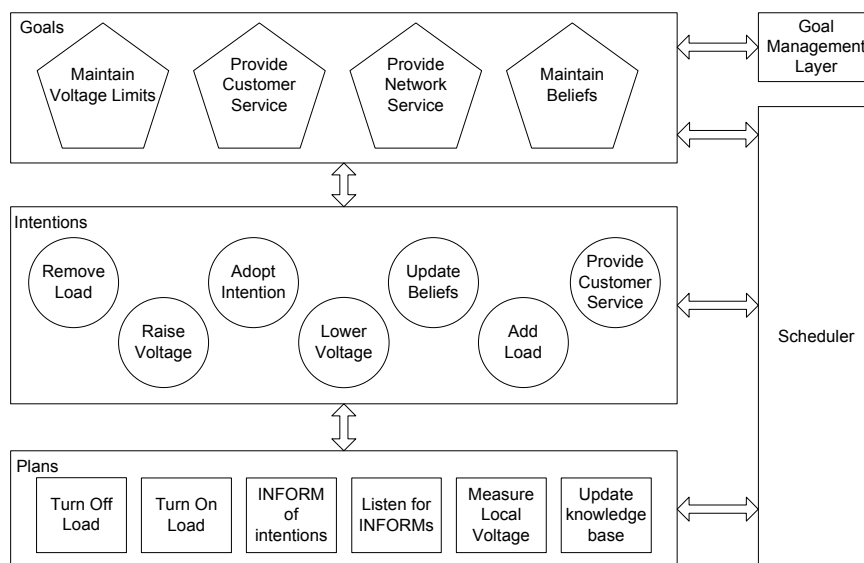 Goals
Maintain
Voltage Limits
Provide
Customer
Service
Provide
Network
Service
Maintain
Beliefs
Goal
Management
Layer
Intentions
Remove
Load
Raise
Voltage
Adopt
Intention
Lower
Voltage
Update
Beliefs
Add
Load
Provide
Customer
Service
Scheduler
Plans
Turn Off
Load
Turn On
Load
INFORM
of
intentions
Listen for
INFORMs
Measure
Local
Voltage
Update
knowledge
base